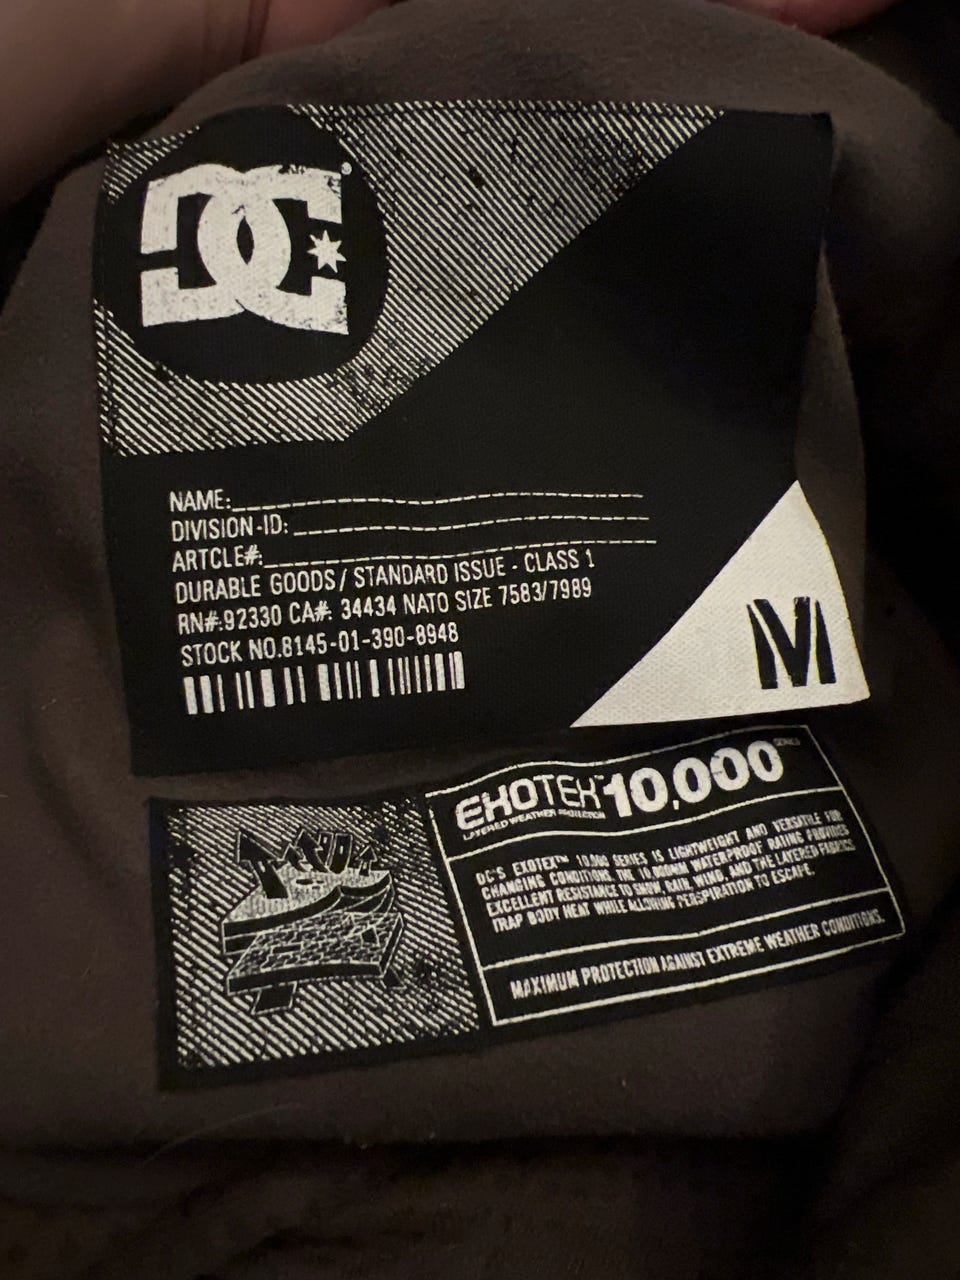 DC
NAME:
DIVISION-ID:
ARTCLE#:
DURABLE GOODS / STANDARD ISSUE - CLASS 1
RN#:92330 CA#: 34434 NATO SIZE 7583/7989
STOCK NO.8145-01-390-8948
M
EXOTEX™ 10,000 SERIES
LAYERED WEATHER PROTECTION
DC'S EXOTEX™ 10,000 SERIES IS LIGHTWEIGHT AND VERSATILE FOR
CHANGING CONDITIONS. THE 10,000MM WATERPROOF RATING PROVIDES
EXCELLENT RESISTANCE TO SNOW, RAIN, WIND, AND THE LAYERED FABRICS
TRAP BODY HEAT WHILE ALLOWING PERSPIRATION TO ESCAPE.
MAXIMUM PROTECTION AGAINST EXTREME WEATHER CONDITIONS.